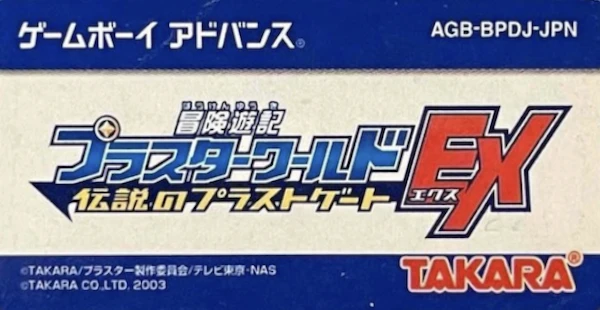 ゲームボーイ アドバンス®
AGB-BPDJ-JPN
ぼうけんゆうき
冒険遊記
プラスターワールド
EX
エクス
伝説のプラストゲート
©TAKARA/プラスター製作委員会/テレビ東京・NAS
©TAKARA CO.,LTD. 2003
TAKARA®